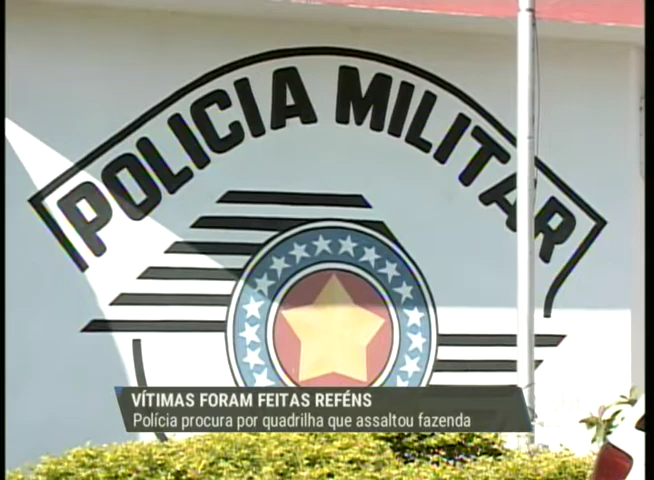 POLICIA MILITAR
VÍTIMAS FORAM FEITAS REFÉNS
Polícia procura por quadrilha que assaltou fazenda